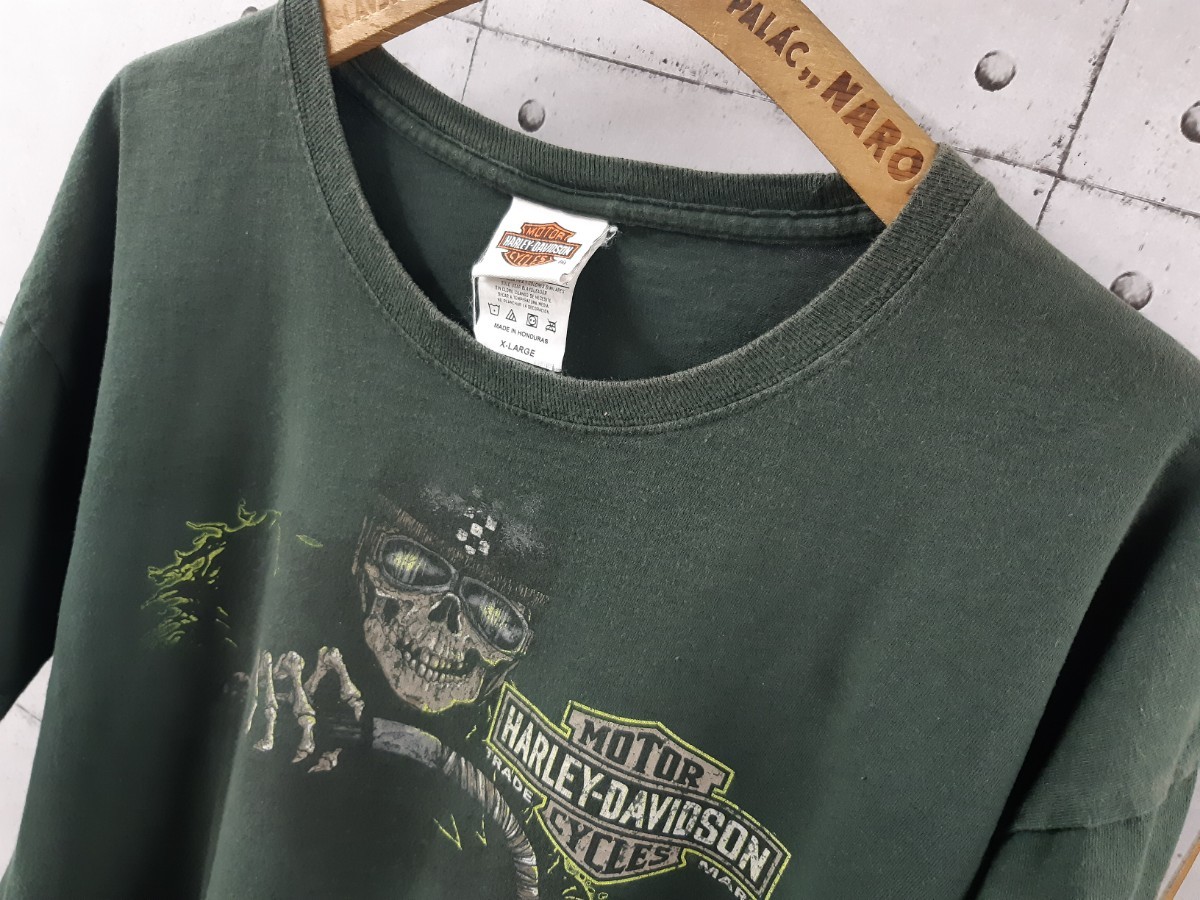 PALÁC „NARO
MOTOR
HARLEY-DAVIDSON
CYCLES
MADE IN HONDURAS
X-LARGE
MOTOR
HARLEY-DAVIDSON
CYCLES
TRADE
MAR